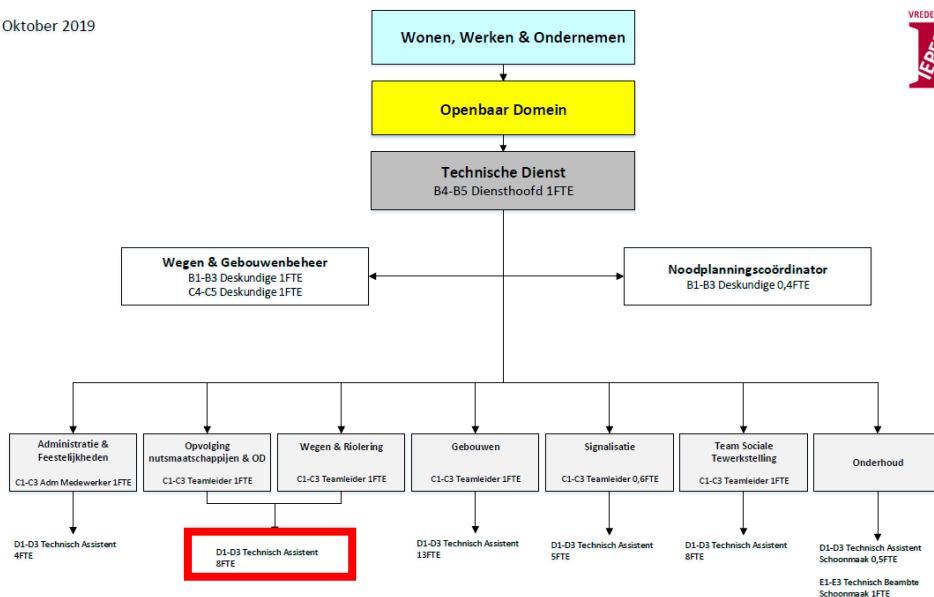 Oktober 2019
Wonen, Werken & Ondernemen
VREDE
IEPE
Openbaar Domein
Technische Dienst
B4-B5 Diensthoofd 1FTE
Wegen & Gebouwenbeheer
B1-B3 Deskundige 1FTE
C4-C5 Deskundige 1FTE
Noodplanningscoördinator
B1-B3 Deskundige 0,4FTE
Administratie &
Feestelijkheden
C1-C3 Adm Medewerker 1FTE
Opvolging
nutsmaatschappijen & OD
C1-C3 Teamleider 1FTE
Wegen & Riolering
C1-C3 Teamleider 1FTE
Gebouwen
C1-C3 Teamleider 1FTE
Signalisatie
C1-C3 Teamleider 0,6FTE
Team Sociale
Tewerkstelling
C1-C3 Teamleider 1FTE
Onderhoud
D1-D3 Technisch Assistent
4FTE
D1-D3 Technisch Assistent
8FTE
D1-D3 Technisch Assistent
13FTE
D1-D3 Technisch Assistent
5FTE
D1-D3 Technisch Assistent
8FTE
D1-D3 Technisch Assistent
Schoonmaak 0,5FTE
E1-E3 Technisch Beambte
Schoonmaak 1FTE